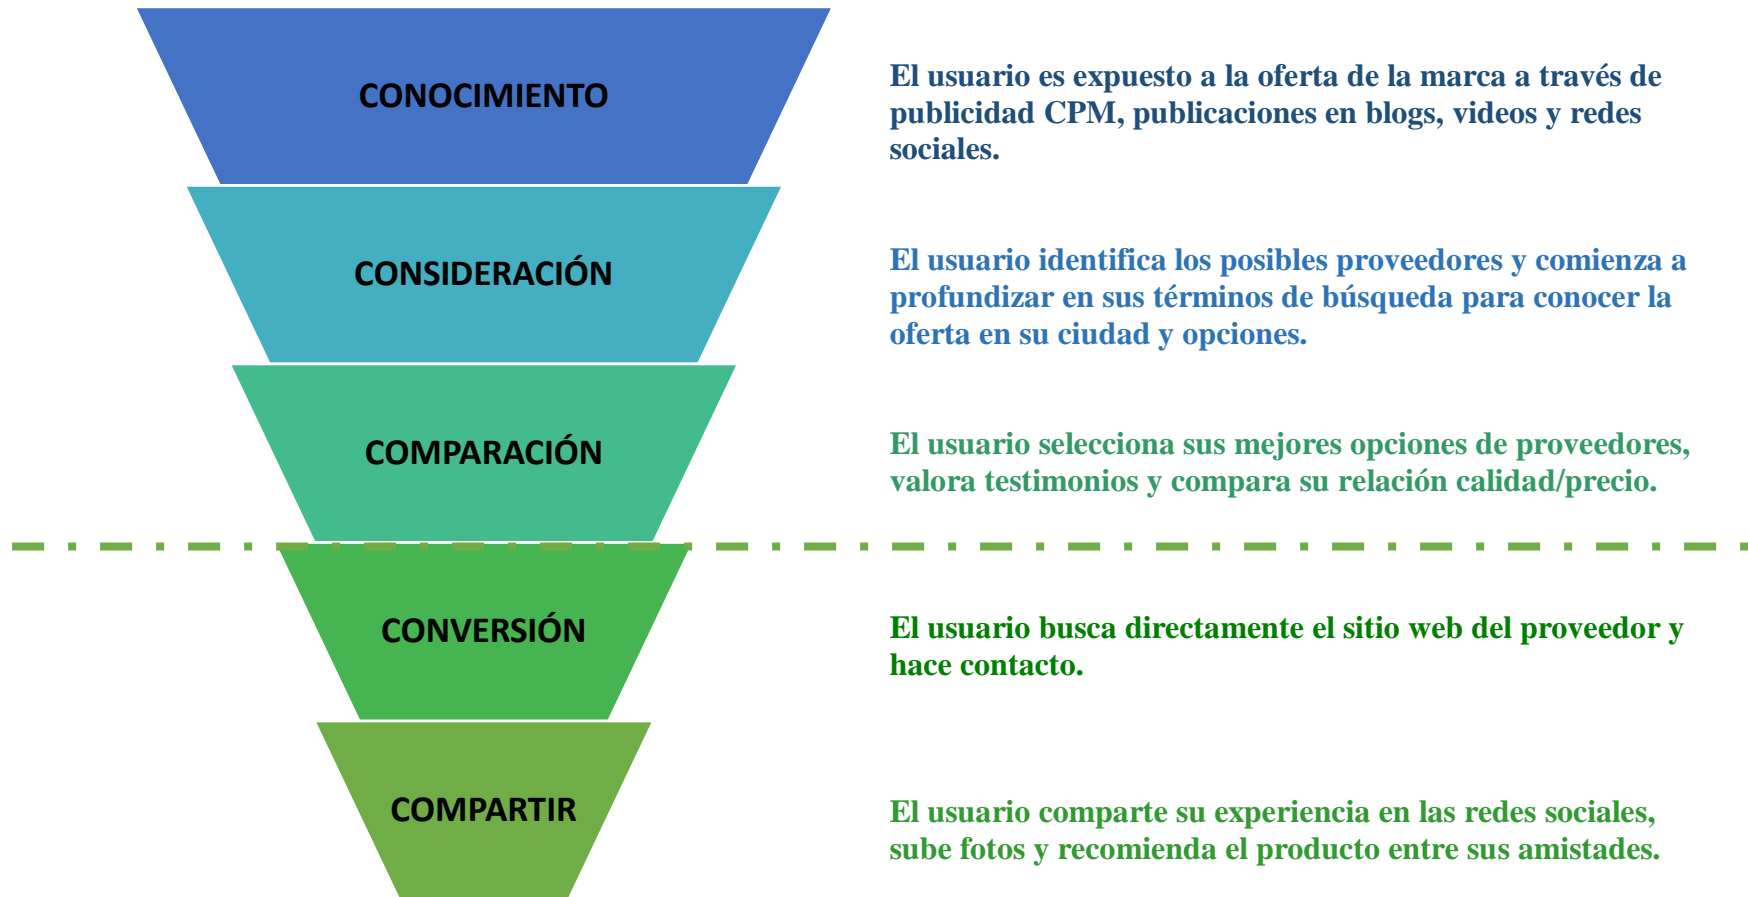 CONOCIMIENTO
El usuario es expuesto a la oferta de la marca a través de
publicidad CPM, publicaciones en blogs, videos y redes
sociales.
CONSIDERACIÓN
El usuario identifica los posibles proveedores y comienza a
profundizar en sus términos de búsqueda para conocer la
oferta en su ciudad y opciones.
COMPARACIÓN
El usuario selecciona sus mejores opciones de proveedores,
valora testimonios y compara su relación calidad/precio.
CONVERSIÓN
El usuario busca directamente el sitio web del proveedor y
hace contacto.
COMPARTIR
El usuario comparte su experiencia en las redes sociales,
sube fotos y recomienda el producto entre sus amistades.